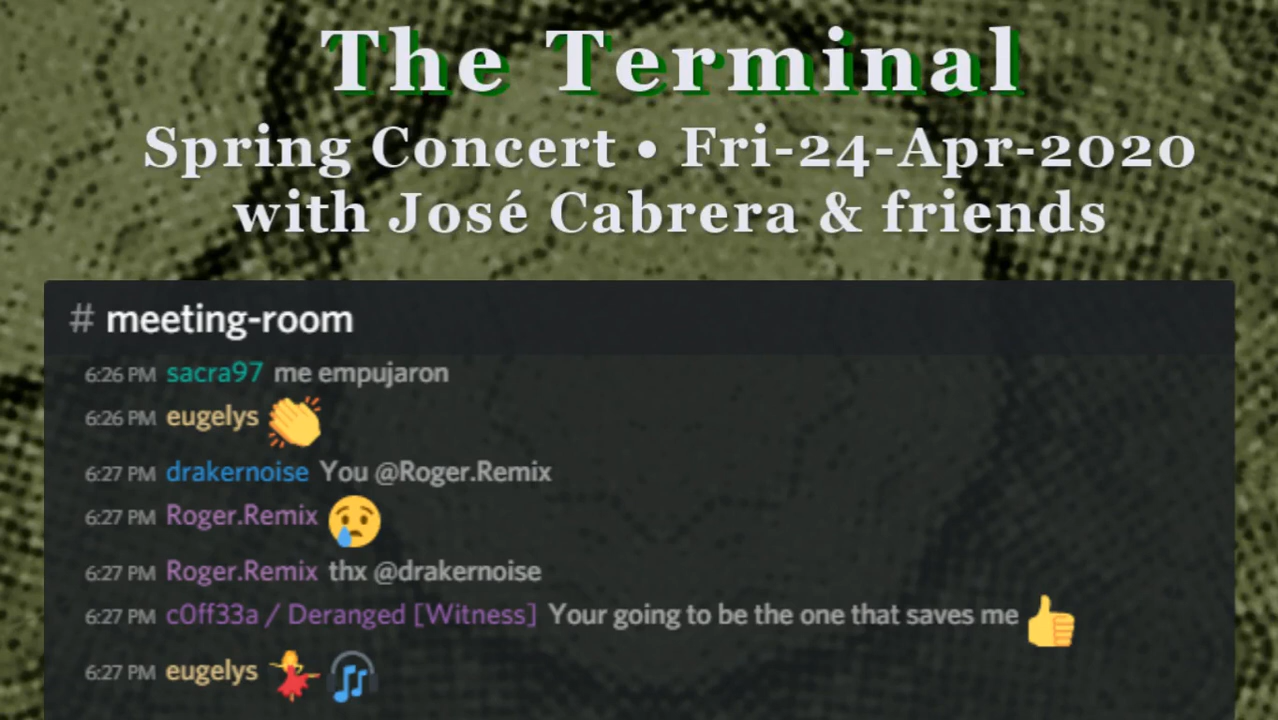 The Terminal
Spring Concert • Fri-24-Apr-2020
with José Cabrera & friends
# meeting-room
6:26 PM sacra97 me empujaron
6:26 PM eugelys 👏
6:27 PM drakernoise You @Roger.Remix
6:27 PM Roger.Remix 😢
6:27 PM Roger.Remix thx @drakernoise
6:27 PM c0ff33a / Deranged [Witness] Your going to be the one that saves me 👍
6:27 PM eugelys 💃 🎧